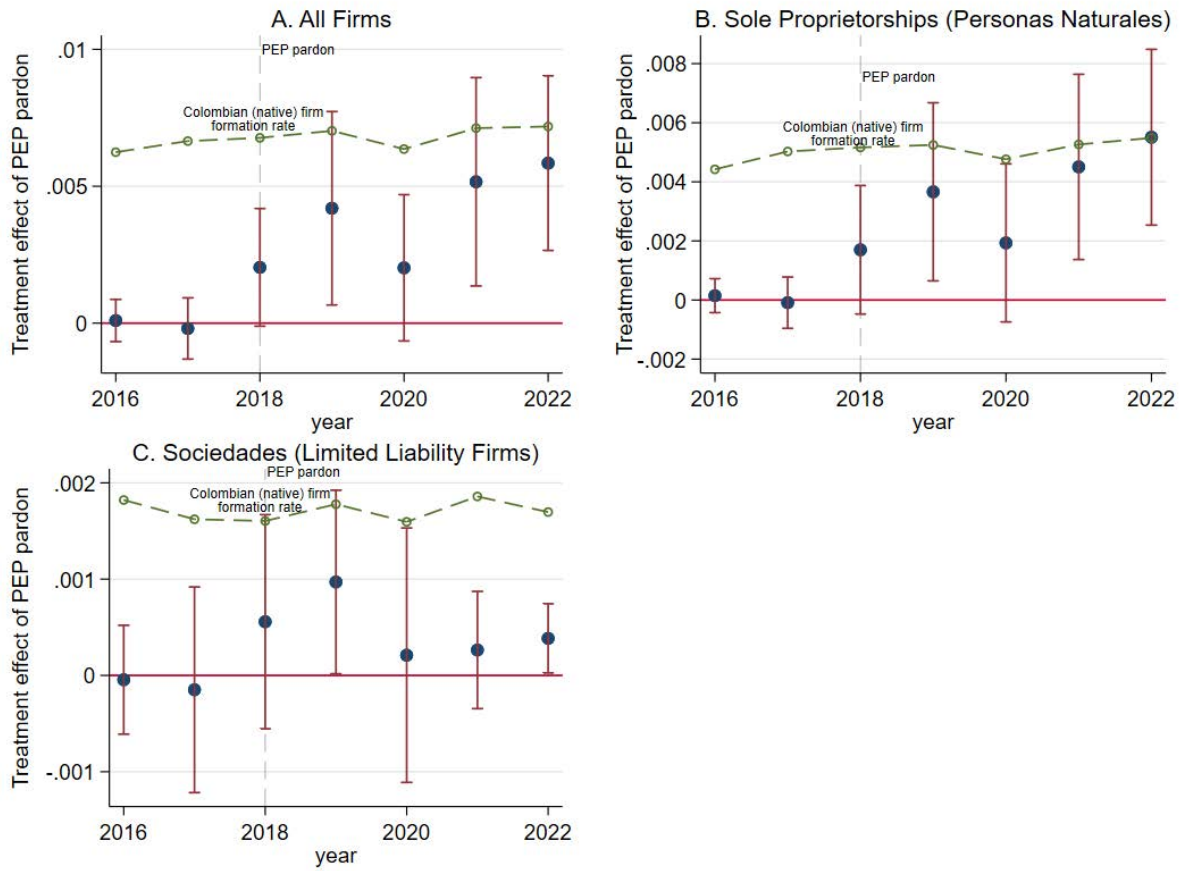 A. All Firms
Treatment effect of PEP pardon
.01
.005
0
PEP pardon
Colombian (native) firm
formation rate
2016 2018 2020 2022
year
B. Sole Proprietorships (Personas Naturales)
Treatment effect of PEP pardon
.008
.006
.004
.002
0
-.002
PEP pardon
Colombian (native) firm
formation rate
2016 2018 2020 2022
year
C. Sociedades (Limited Liability Firms)
Treatment effect of PEP pardon
.002
.001
0
-.001
PEP pardon
Colombian (native) firm
formation rate
2016 2018 2020 2022
year